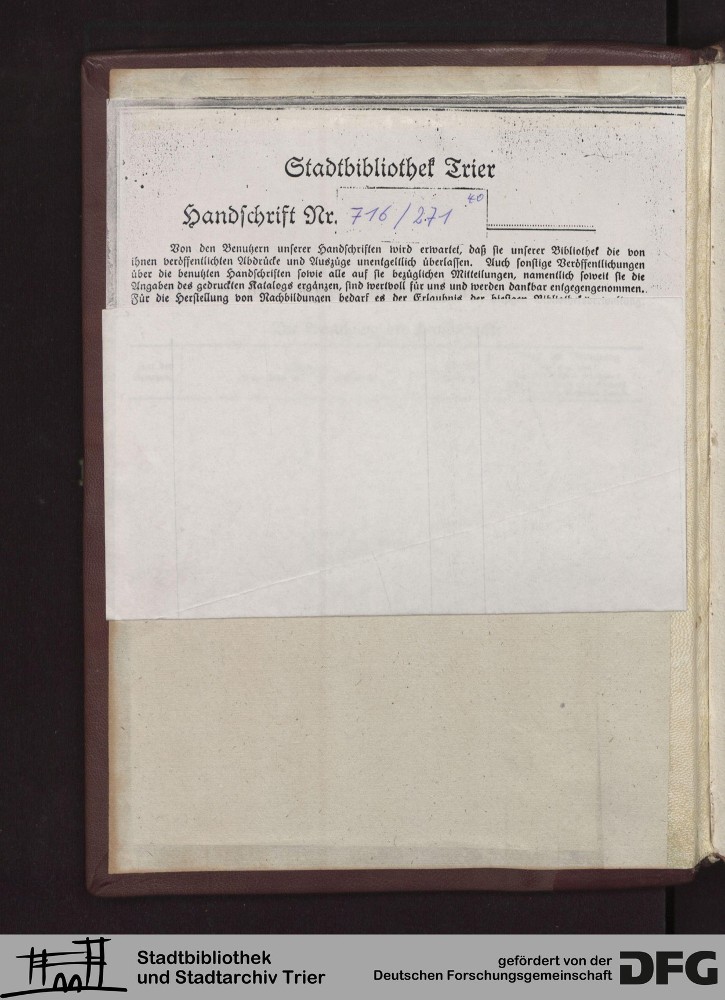 Stadtbibliothek Trier
Handschrift Nr. 716/271 4o
Von den Benutzern unserer Handschriften wird erwartet, daß sie unserer Bibliothek die von
ihnen veröffentlichten Abdrücke und Auszüge unentgeltlich überlassen. Auch sonstige Veröffentlichungen
über die benutzten Handschriften sowie alle auf sie bezüglichen Mitteilungen, namentlich soweit sie die
Angaben des gedruckten Katalogs ergänzen, sind wertvoll für uns und werden dankbar entgegengenommen.
Für die Herstellung von Nachbildungen bedarf es der Erlaubnis der hiesigen
Stadtbibliothek
und Stadtarchiv Trier
gefördert von der
Deutschen Forschungsgemeinschaft
DFG